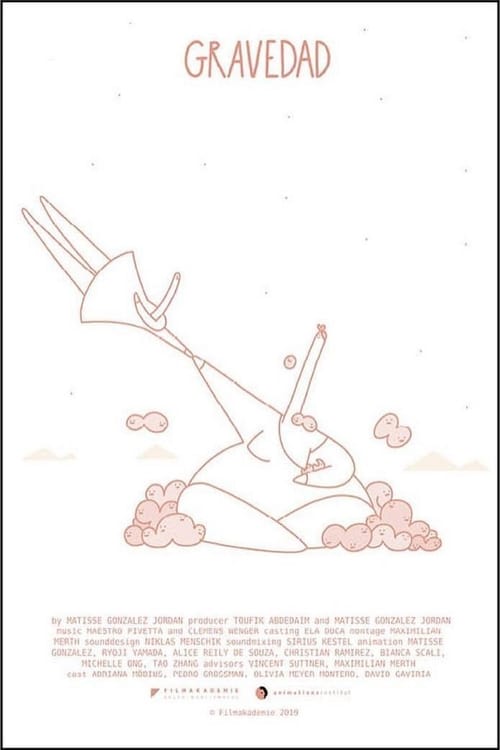 GRAVEDAD
by MATISSE GONZALEZ JORDAN producer TOUFIK ABDEDAIM and MATISSE GONZALEZ JORDAN
music MAESTRO PIVETTA and CLEMENS WENGER casting ELA DUCA montage MAXIMILIAN
MERTH sounddesign NIKLAS MENSCHIK soundmixing SIRIUS KESTEL animation MATISSE
GONZALEZ, RYOJI YAMADA, ALICE REILY DE SOUZA, CHRISTIAN RAMIREZ, BIANCA SCALI,
MICHELLE ONG, TAO ZHANG advisors VINCENT SUTTNER, MAXIMILIAN MERTH
cast ADRIANA MÖBIUS, PEDRO GROSSMAN, OLIVIA MEYER MONTERO, DAVID GAVIRIA
FILMAKADEMIE
BADEN-WÜRTTEMBERG
animationsinstitut
© Filmakademie 2019